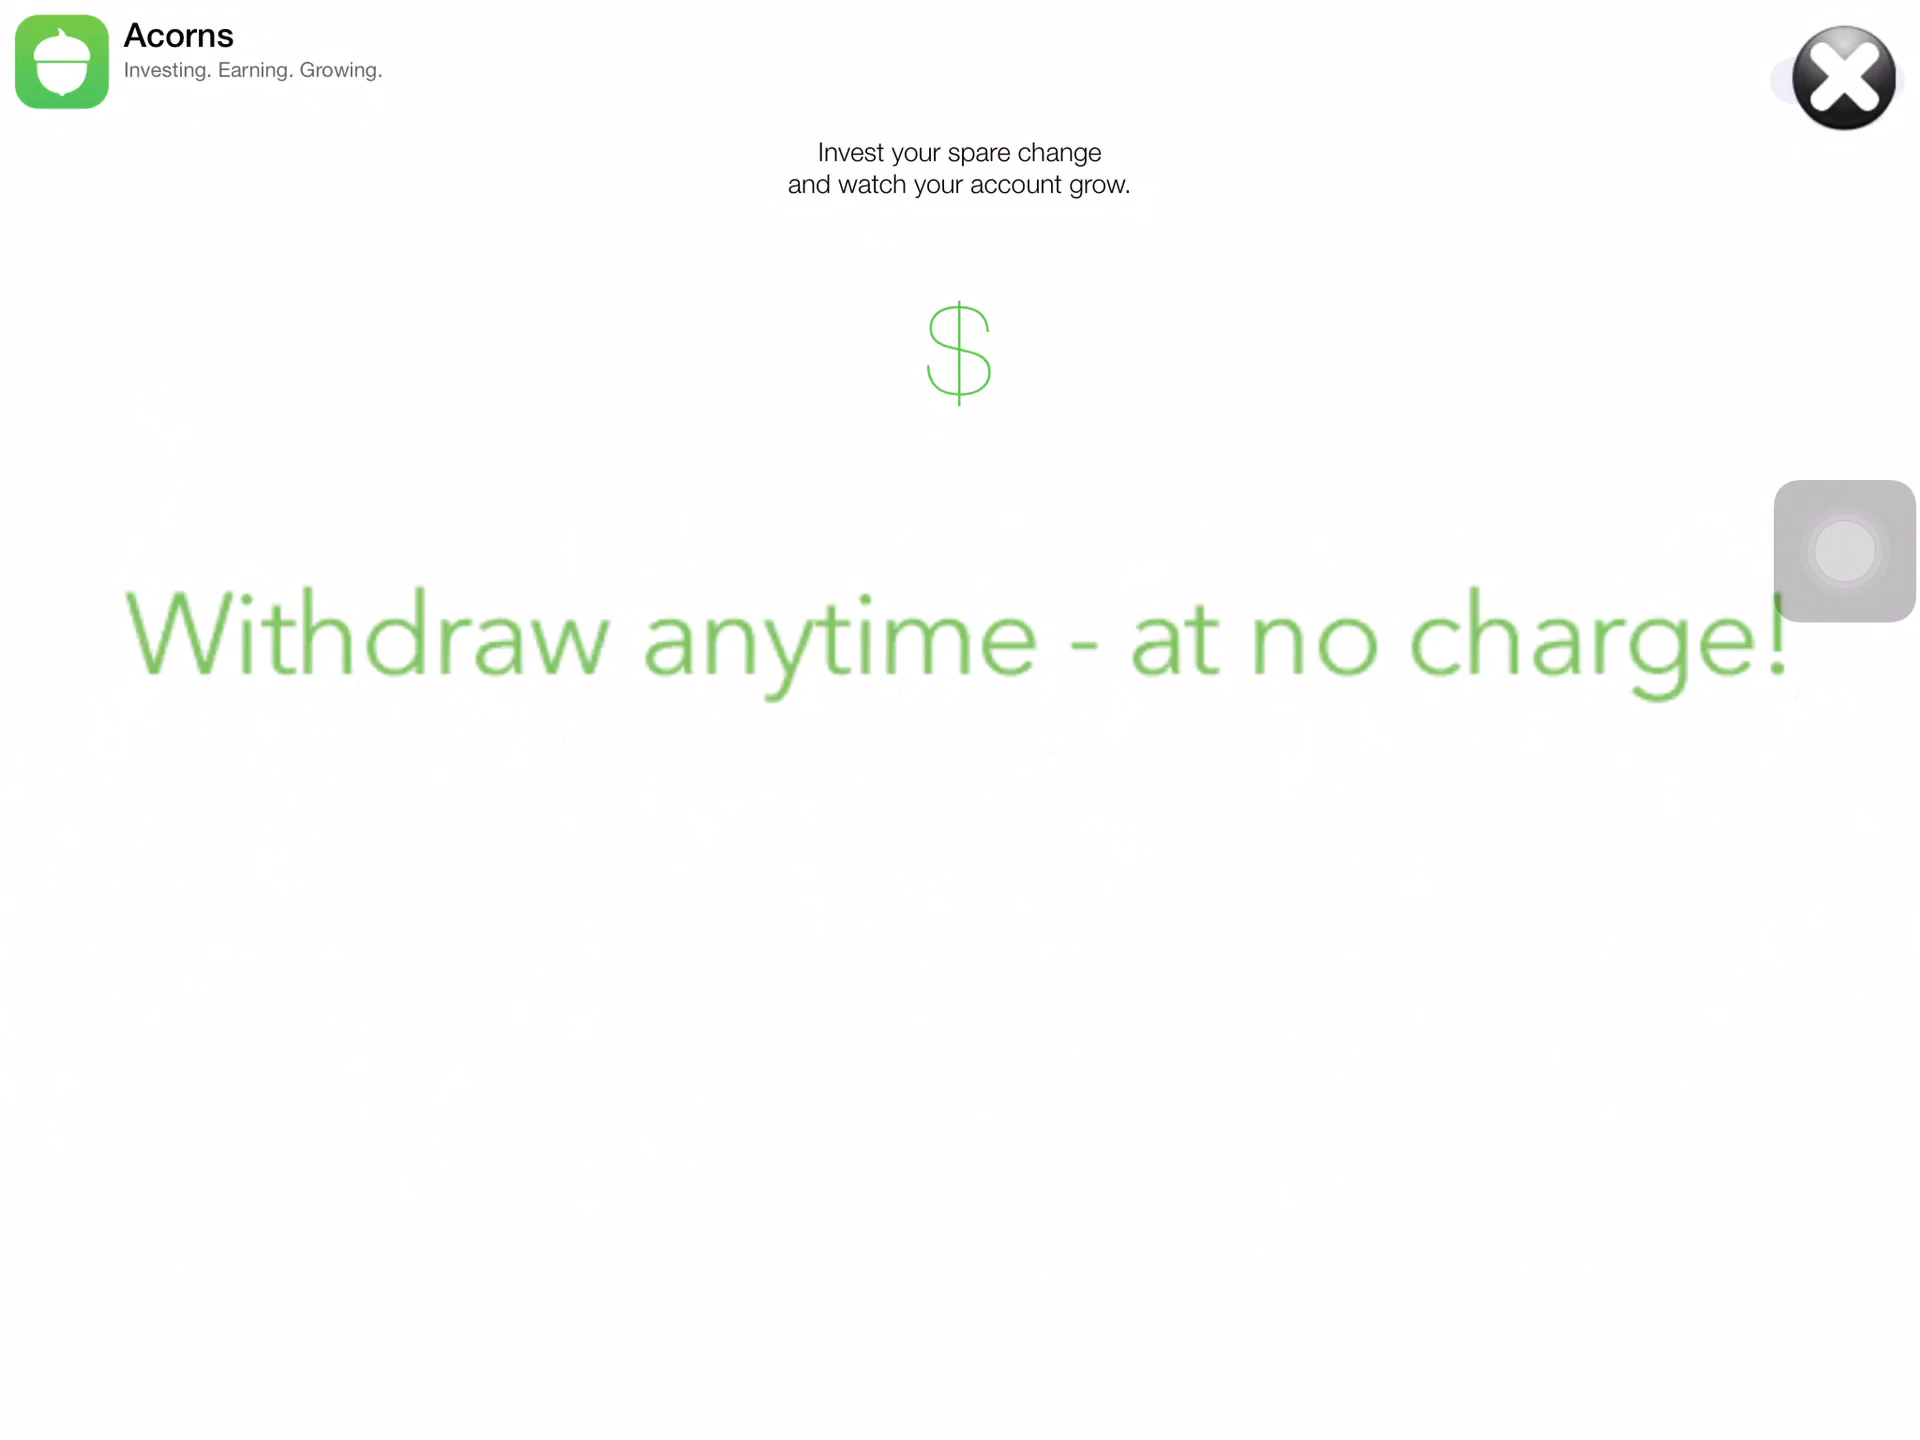 Acorns
Investing. Earning. Growing.
Invest your spare change
and watch your account grow.
$
Withdraw anytime - at no charge!